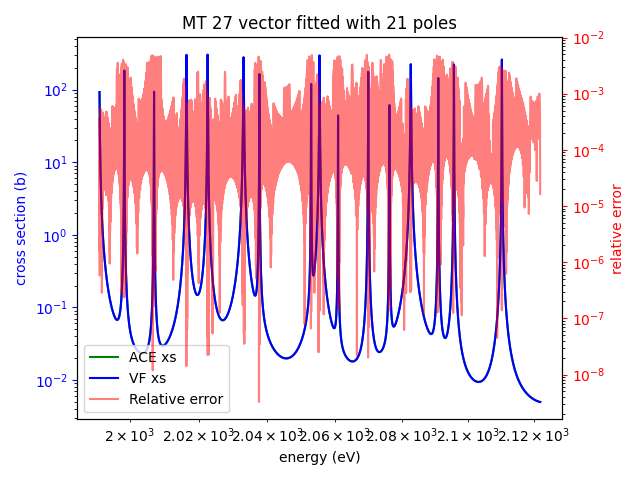 MT 27 vector fitted with 21 poles
cross section (b)
10²
10¹
10⁰
10⁻¹
10⁻²
10⁻²
10⁻³
10⁻⁴
10⁻⁵
10⁻⁶
10⁻⁷
10⁻⁸
relative error
ACE xs
VF xs
Relative error
2 × 10³ 2.02 × 10³ 2.04 × 10³ 2.06 × 10³ 2.08 × 10³ 2.1 × 10³ 2.12 × 10³
energy (eV)